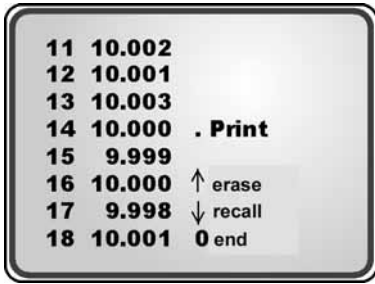 11 10.002
12 10.001
13 10.003
14 10.000 . Print
15 9.999
16 10.000 ↑ erase
17 9.998 ↓ recall
18 10.001 0 end